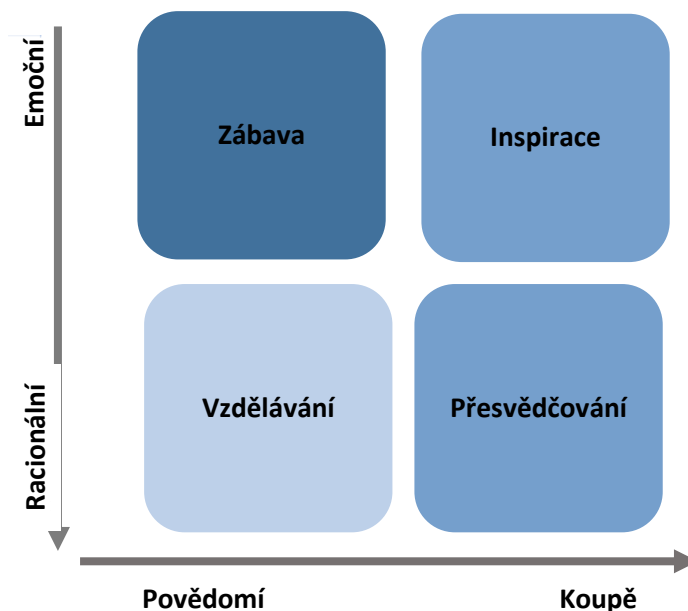 Emoční
Zábava
Inspirace
Racionální
Vzdělávání
Přesvědčování
Povědomí
Koupě